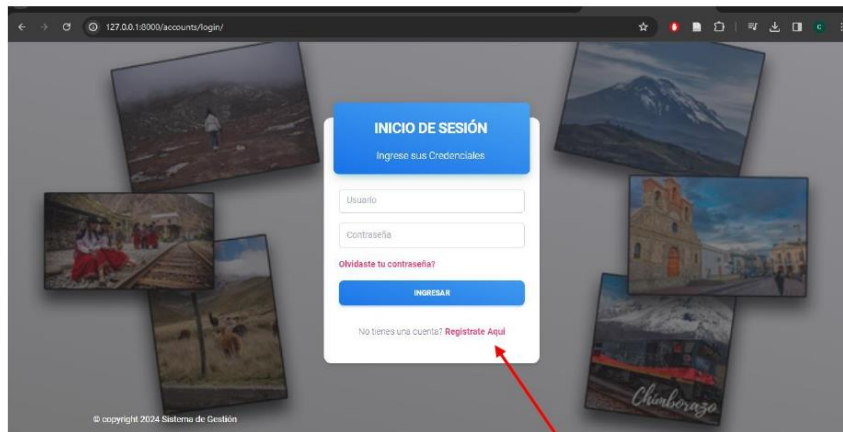 127.0.0.1:8000/accounts/login/
INICIO DE SESIÓN
Ingrese sus Credenciales
Usuario
Contraseña
Olvidaste tu contraseña?
INGRESAR
No tienes una cuenta? Registrate Aquí
Chimborazo
© copyright 2024 Sistema de Gestión